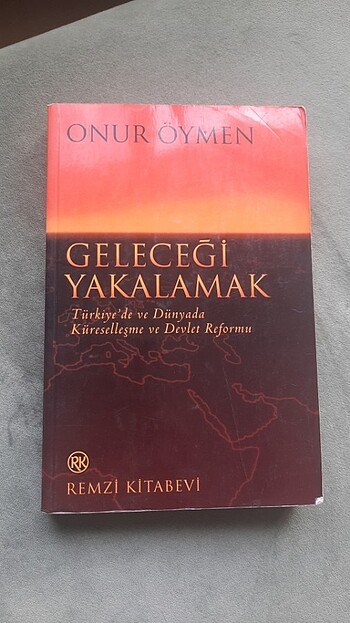 ONUR ÖYMEN
GELECEĞİ
YAKALAMAK
Türkiye'de ve Dünyada
Küreselleşme ve Devlet Reformu
RK
REMZİ KİTABEVİ